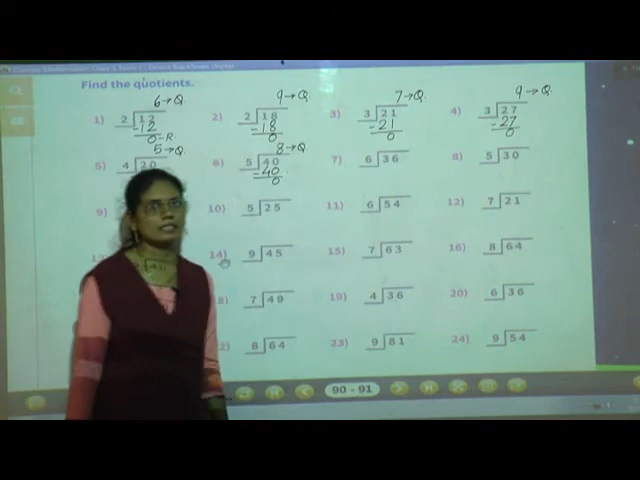 Find the quotients.
6→Q. 9→Q. 7→Q. 9→Q.
1) 2 12 2) 2 18 3) 3 21 4) 3 27
-12 -18 -21 -27
0-R. 0 0 0
5→Q. 8→Q.
5) 4 20 6) 5 40 7) 6 36 8) 5 30
-40
0
9) 10) 5 25 11) 6 54 12) 7 21
14) 9 45 15) 7 63 16) 8 64
7 49 19) 4 36 20) 6 36
8 64 23) 9 81 24) 9 54
90 - 91